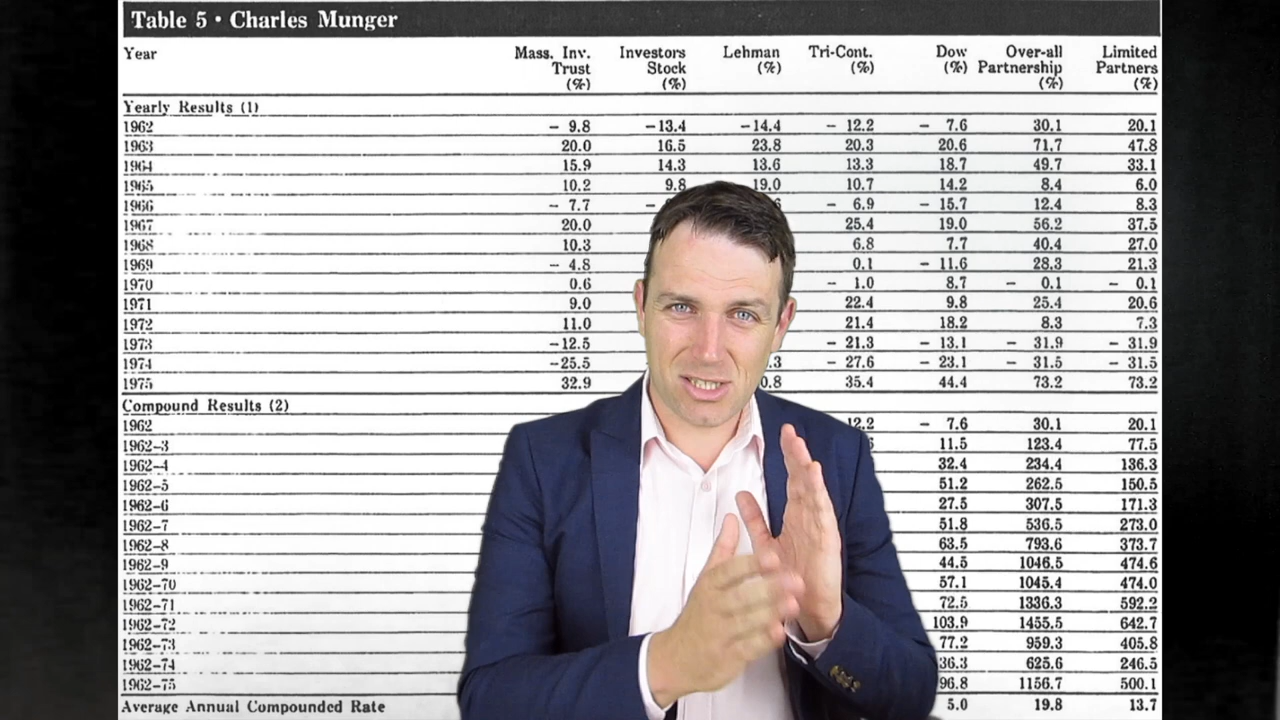 Table 5 • Charles Munger
Year Mass. Inv. Trust (%) Investors Stock (%) Lehman (%) Tri-Cont. (%) Dow (%) Over-all Partnership (%) Limited Partners (%)
Yearly Results (1)
1962 – 9.8 –13.4 –14.4 – 12.2 – 7.6 30.1 20.1
1963 20.0 16.5 23.8 20.3 20.6 71.7 47.8
1964 15.9 14.3 13.6 13.3 18.7 49.7 33.1
1965 10.2 9.8 19.0 10.7 14.2 8.4 6.0
1966 – 7.7 – 6.9 – 15.7 12.4 8.3
1967 20.0 25.4 19.0 56.2 37.5
1968 10.3 6.8 7.7 40.4 27.0
1969 – 4.8 0.1 – 11.6 28.3 21.3
1970 0.6 – 1.0 8.7 – 0.1 – 0.1
1971 9.0 22.4 9.8 25.4 20.6
1972 11.0 21.4 18.2 8.3 7.3
1973 –12.5 – 21.3 – 13.1 – 31.9 – 31.9
1974 –25.5 .3 – 27.6 – 23.1 – 31.5 – 31.5
1975 32.9 0.8 35.4 44.4 73.2 73.2
Compound Results (2)
1962 12.2 – 7.6 30.1 20.1
1962–3 11.5 123.4 77.5
1962–4 32.4 234.4 136.3
1962–5 51.2 262.5 150.5
1962–6 27.5 307.5 171.3
1962–7 51.8 536.5 273.0
1962–8 63.5 793.6 373.7
1962–9 44.5 1046.5 474.6
1962–70 57.1 1045.4 474.0
1962–71 72.5 1336.3 592.2
1962–72 103.9 1455.5 642.7
1962–73 77.2 959.3 405.8
1962–74 36.3 625.6 246.5
1962–75 96.8 1156.7 500.1
Average Annual Compounded Rate 5.0 19.8 13.7